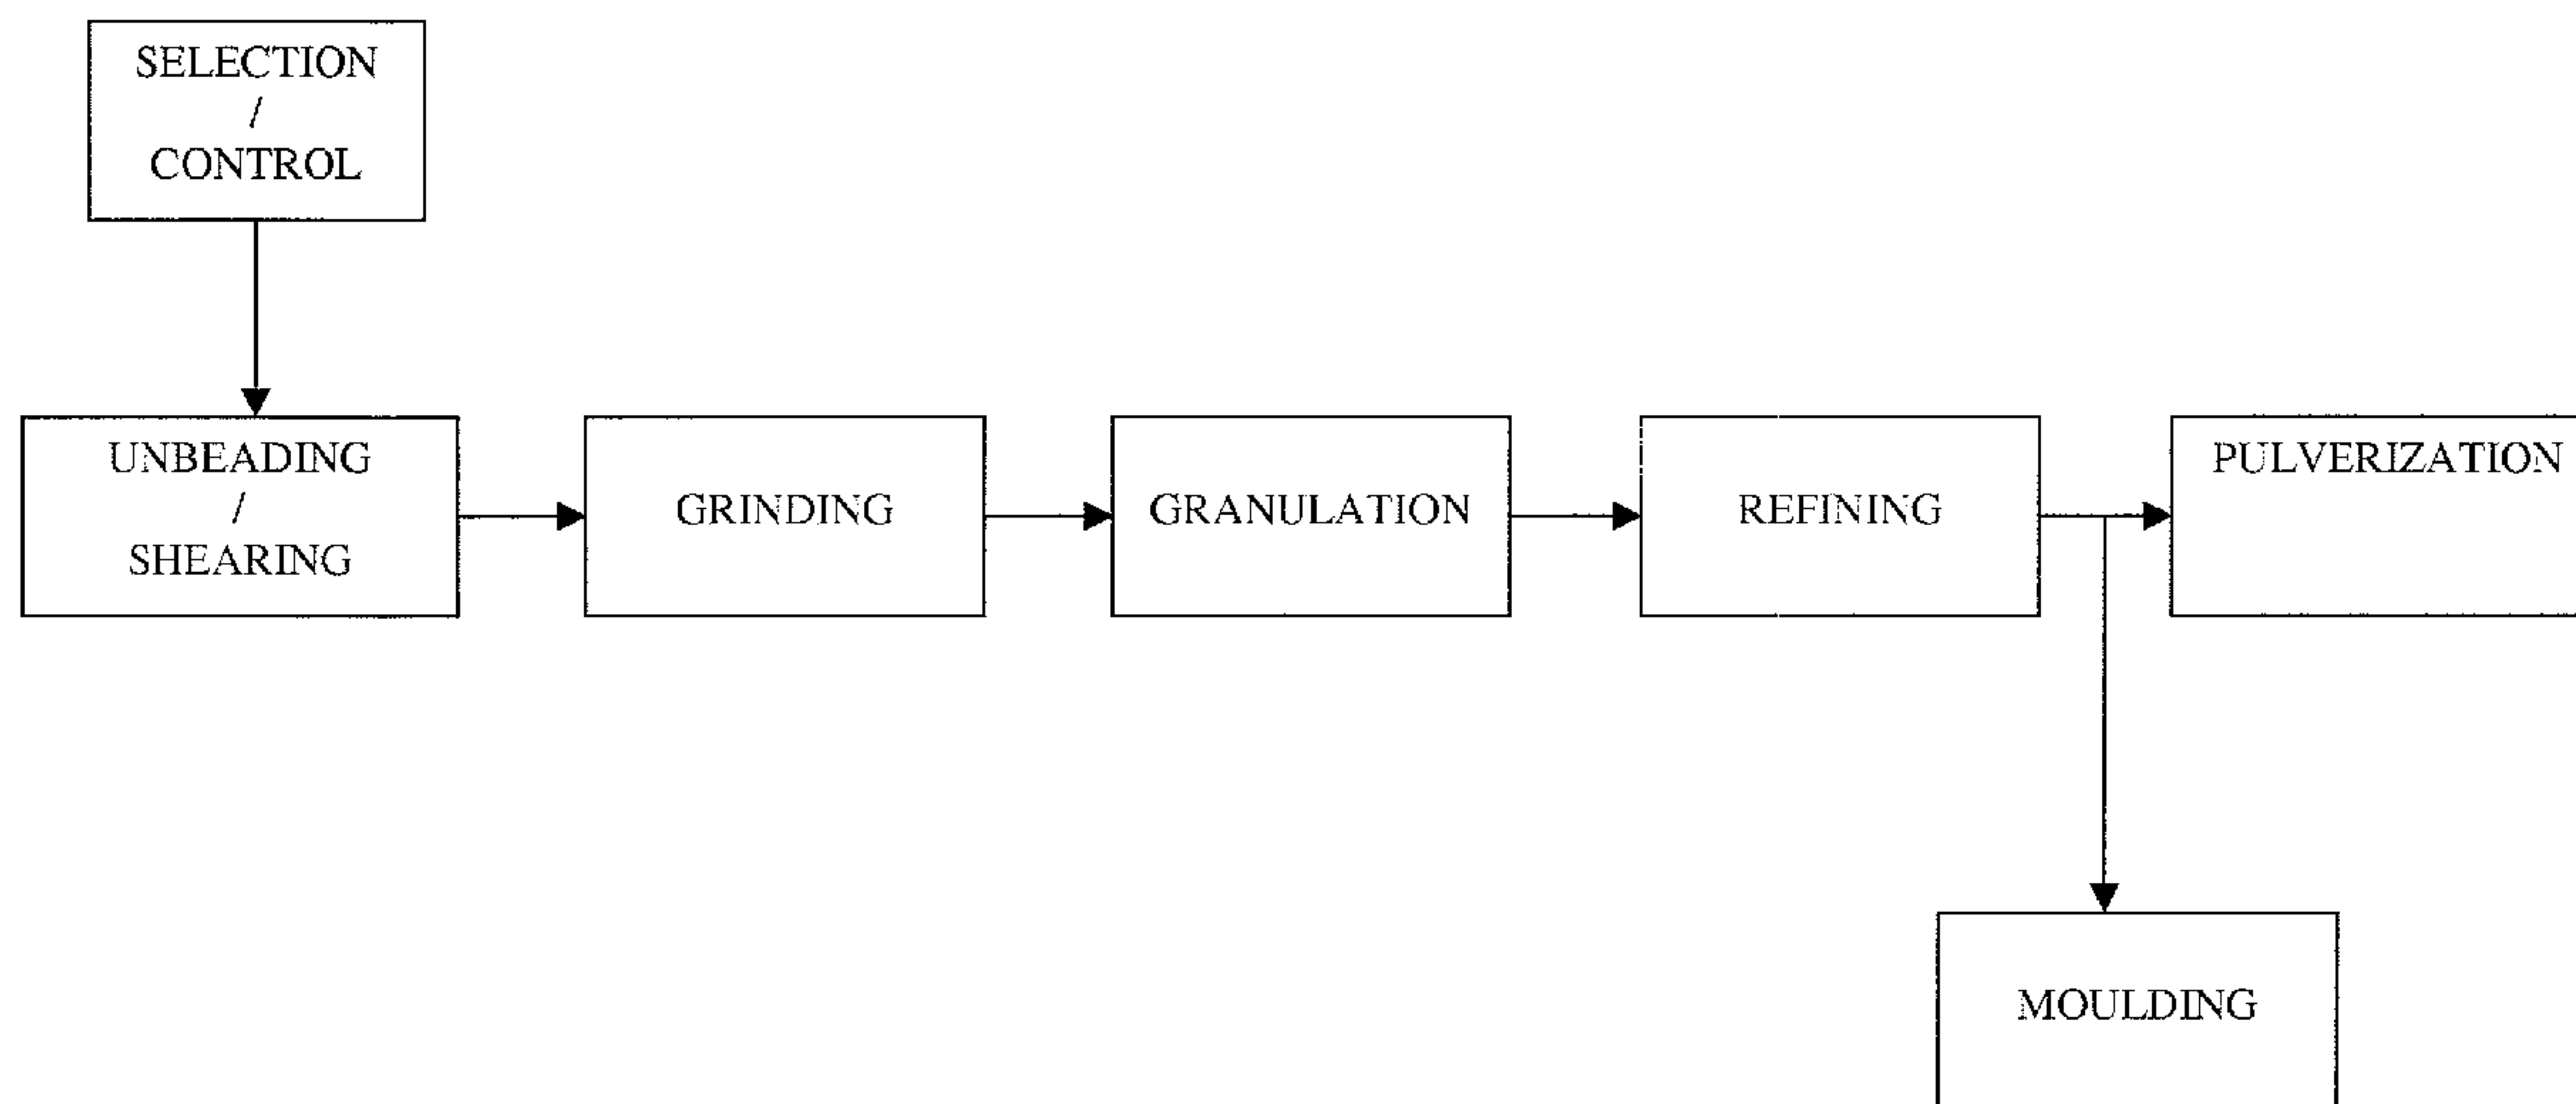 SELECTION
/
CONTROL
UNBEADING
/
SHEARING
GRINDING
GRANULATION
REFINING
PULVERIZATION
MOULDING